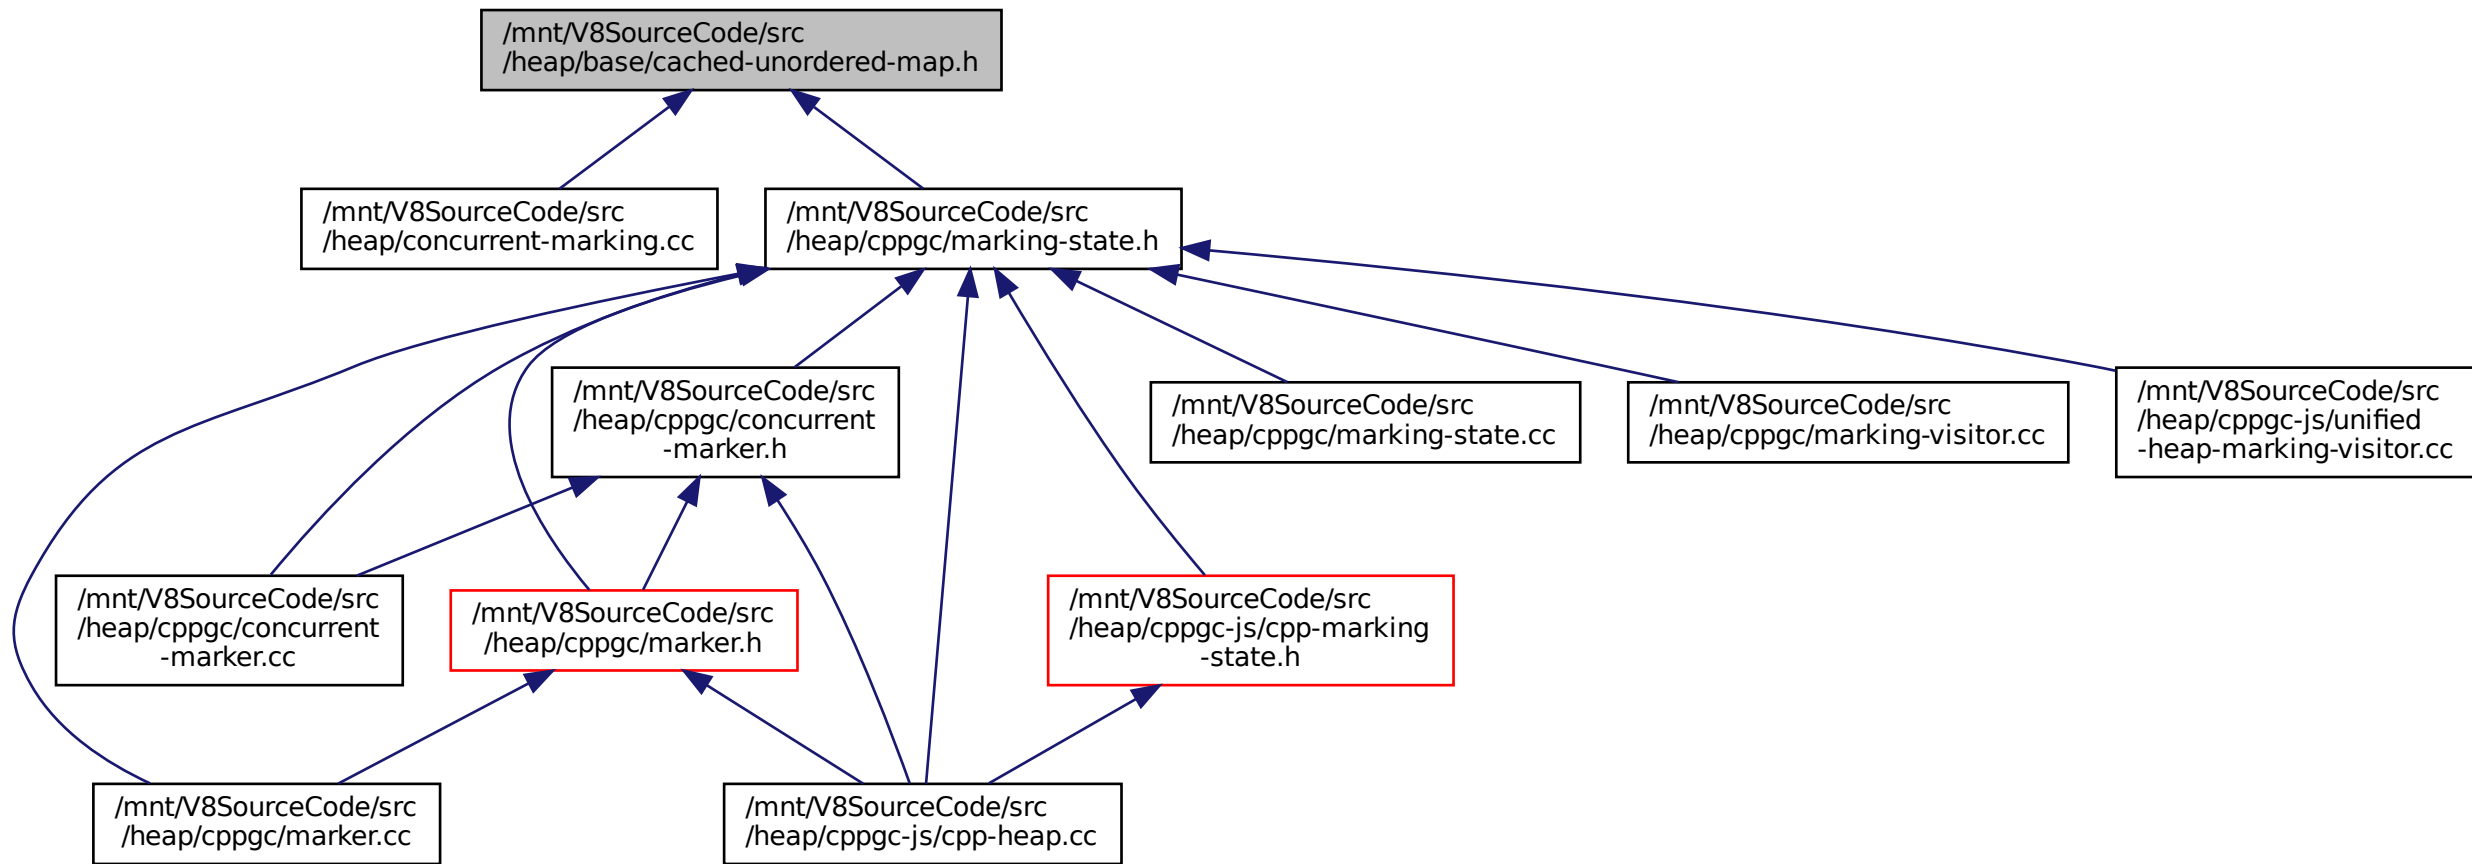 /mnt/V8SourceCode/src
/heap/base/cached-unordered-map.h
/mnt/V8SourceCode/src
/heap/concurrent-marking.cc
/mnt/V8SourceCode/src
/heap/cppgc/marking-state.h
/mnt/V8SourceCode/src
/heap/cppgc/concurrent
-marker.h
/mnt/V8SourceCode/src
/heap/cppgc/marking-state.cc
/mnt/V8SourceCode/src
/heap/cppgc/marking-visitor.cc
/mnt/V8SourceCode/src
/heap/cppgc-js/unified
-heap-marking-visitor.cc
/mnt/V8SourceCode/src
/heap/cppgc/concurrent
-marker.cc
/mnt/V8SourceCode/src
/heap/cppgc/marker.h
/mnt/V8SourceCode/src
/heap/cppgc-js/cpp-marking
-state.h
/mnt/V8SourceCode/src
/heap/cppgc/marker.cc
/mnt/V8SourceCode/src
/heap/cppgc-js/cpp-heap.cc